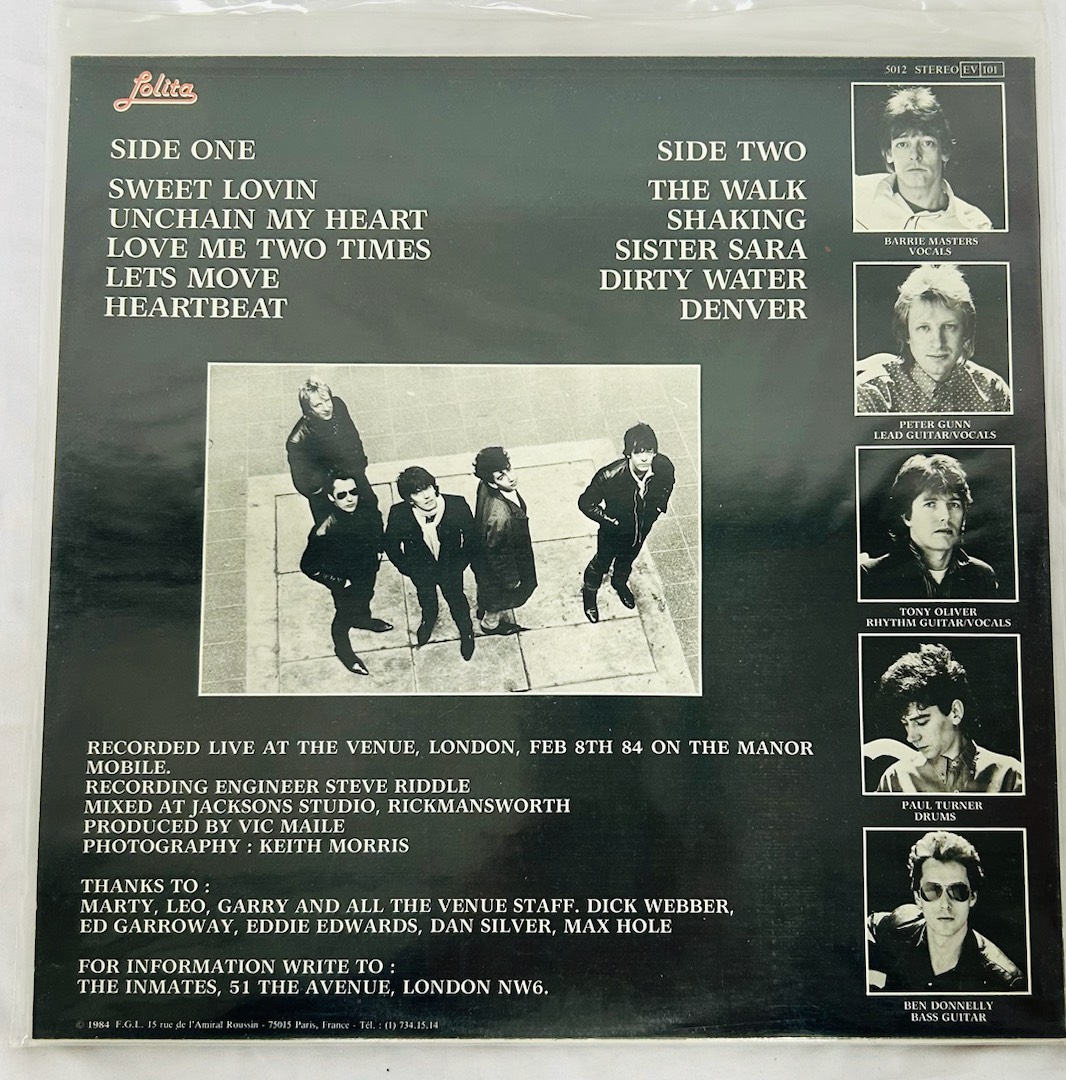 Lolita
5012 STEREO EV 101
SIDE ONE
SWEET LOVIN
UNCHAIN MY HEART
LOVE ME TWO TIMES
LETS MOVE
HEARTBEAT
SIDE TWO
THE WALK
SHAKING
SISTER SARA
DIRTY WATER
DENVER
BARRIE MASTERS
VOCALS
PETER GUNN
LEAD GUITAR/VOCALS
TONY OLIVER
RHYTHM GUITAR/VOCALS
PAUL TURNER
DRUMS
BEN DONNELLY
BASS GUITAR
RECORDED LIVE AT THE VENUE, LONDON, FEB 8TH 84 ON THE MANOR
MOBILE.
RECORDING ENGINEER STEVE RIDDLE
MIXED AT JACKSONS STUDIO, RICKMANSWORTH
PRODUCED BY VIC MAILE
PHOTOGRAPHY : KEITH MORRIS
THANKS TO :
MARTY, LEO, GARRY AND ALL THE VENUE STAFF. DICK WEBBER,
ED GARROWAY, EDDIE EDWARDS, DAN SILVER, MAX HOLE
FOR INFORMATION WRITE TO :
THE INMATES, 51 THE AVENUE, LONDON NW6.
© 1984 F.G.L. 15 rue de l'Amiral Roussin - 75015 Paris, France - Tél. : (1) 734.15.14